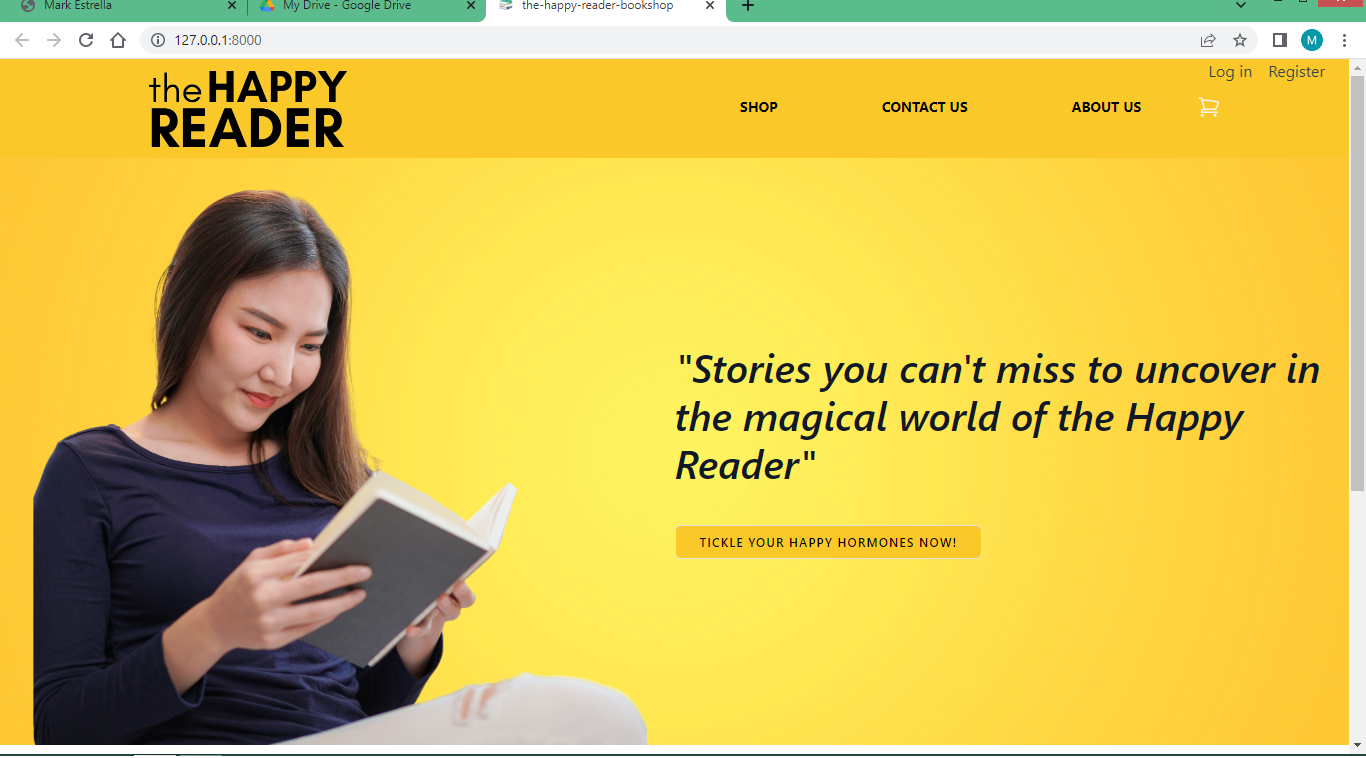 Mark Estrella
My Drive - Google Drive
the-happy-reader-bookshop
127.0.0.1:8000
M
Log in Register
the HAPPY
READER
SHOP CONTACT US ABOUT US
"Stories you can't miss to uncover in
the magical world of the Happy
Reader"
TICKLE YOUR HAPPY HORMONES NOW!